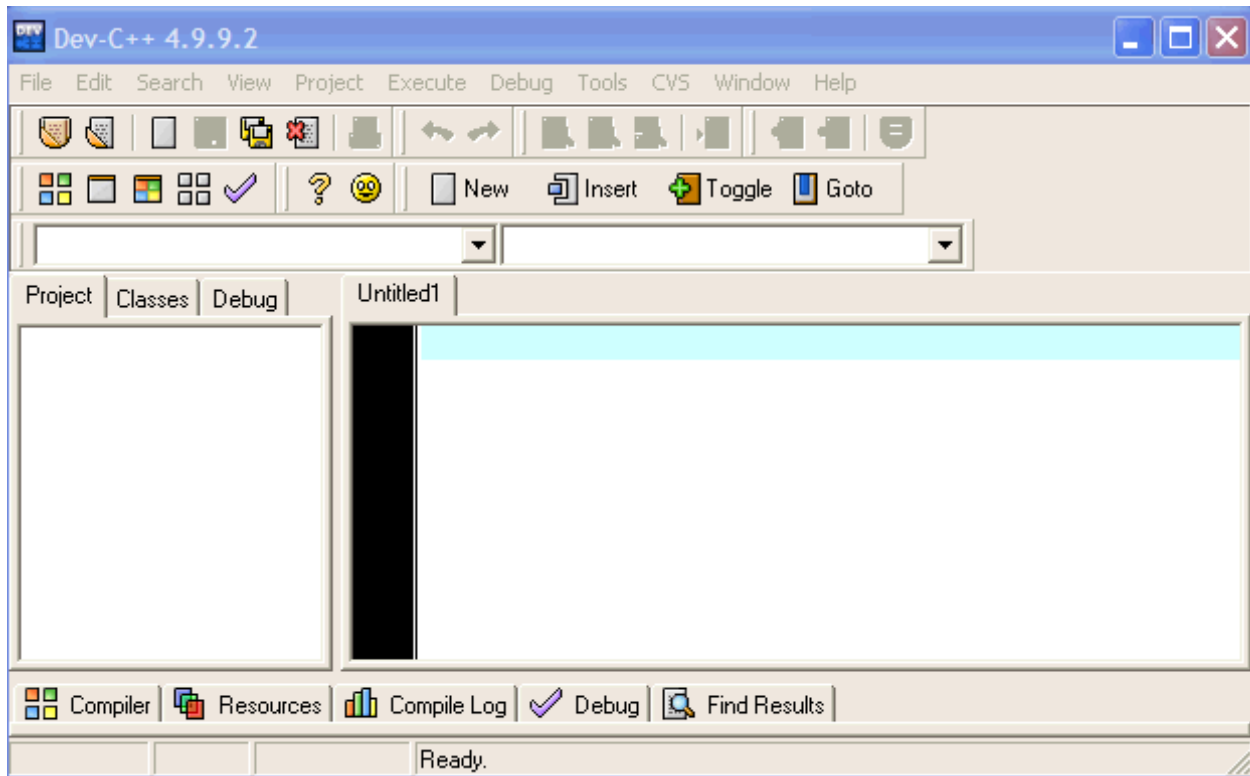 Dev-C++ 4.9.9.2
File Edit Search View Project Execute Debug Tools CVS Window Help
New Insert Toggle Goto
Project Classes Debug Untitled1
Compiler Resources Compile Log Debug Find Results
Ready.